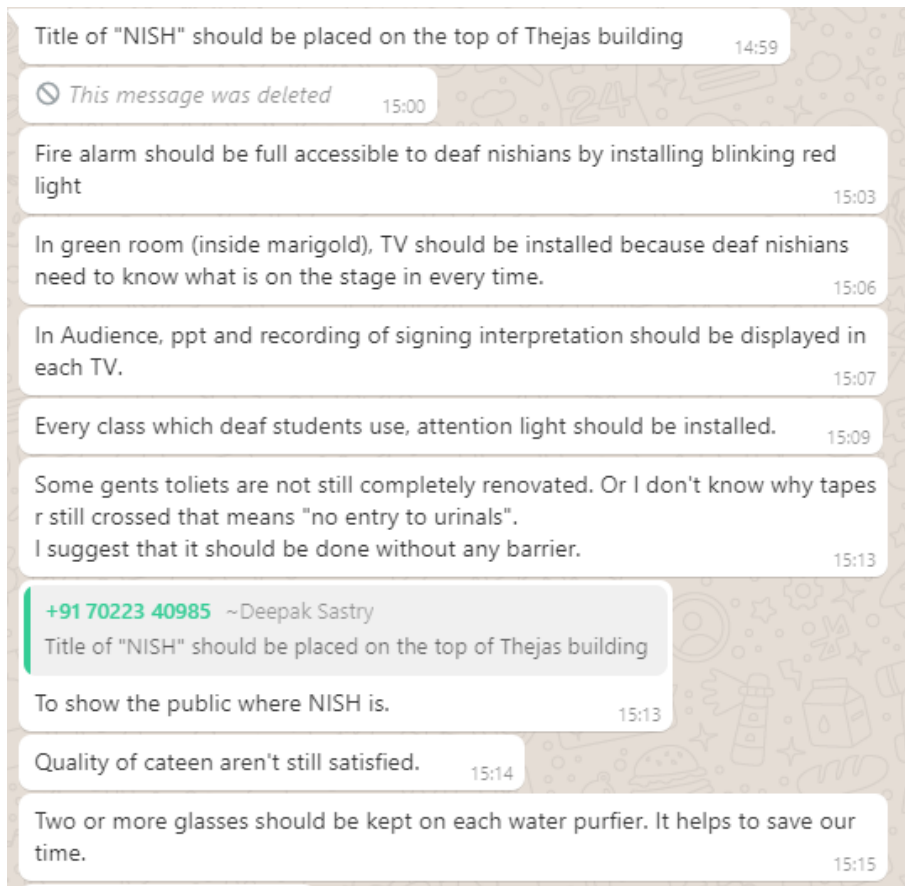 Title of "NISH" should be placed on the top of Thejas building
14:59
This message was deleted
15:00
Fire alarm should be full accessible to deaf nishians by installing blinking red
light
15:03
In green room (inside marigold), TV should be installed because deaf nishians
need to know what is on the stage in every time.
15:06
In Audience, ppt and recording of signing interpretation should be displayed in
each TV.
15:07
Every class which deaf students use, attention light should be installed.
15:09
Some gents toliets are not still completely renovated. Or I don't know why tapes
r still crossed that means "no entry to urinals".
I suggest that it should be done without any barrier.
15:13
+91 70223 40985 ~Deepak Sastry
Title of "NISH" should be placed on the top of Thejas building
To show the public where NISH is.
15:13
Quality of cateen aren't still satisfied.
15:14
Two or more glasses should be kept on each water purfier. It helps to save our
time.
15:15